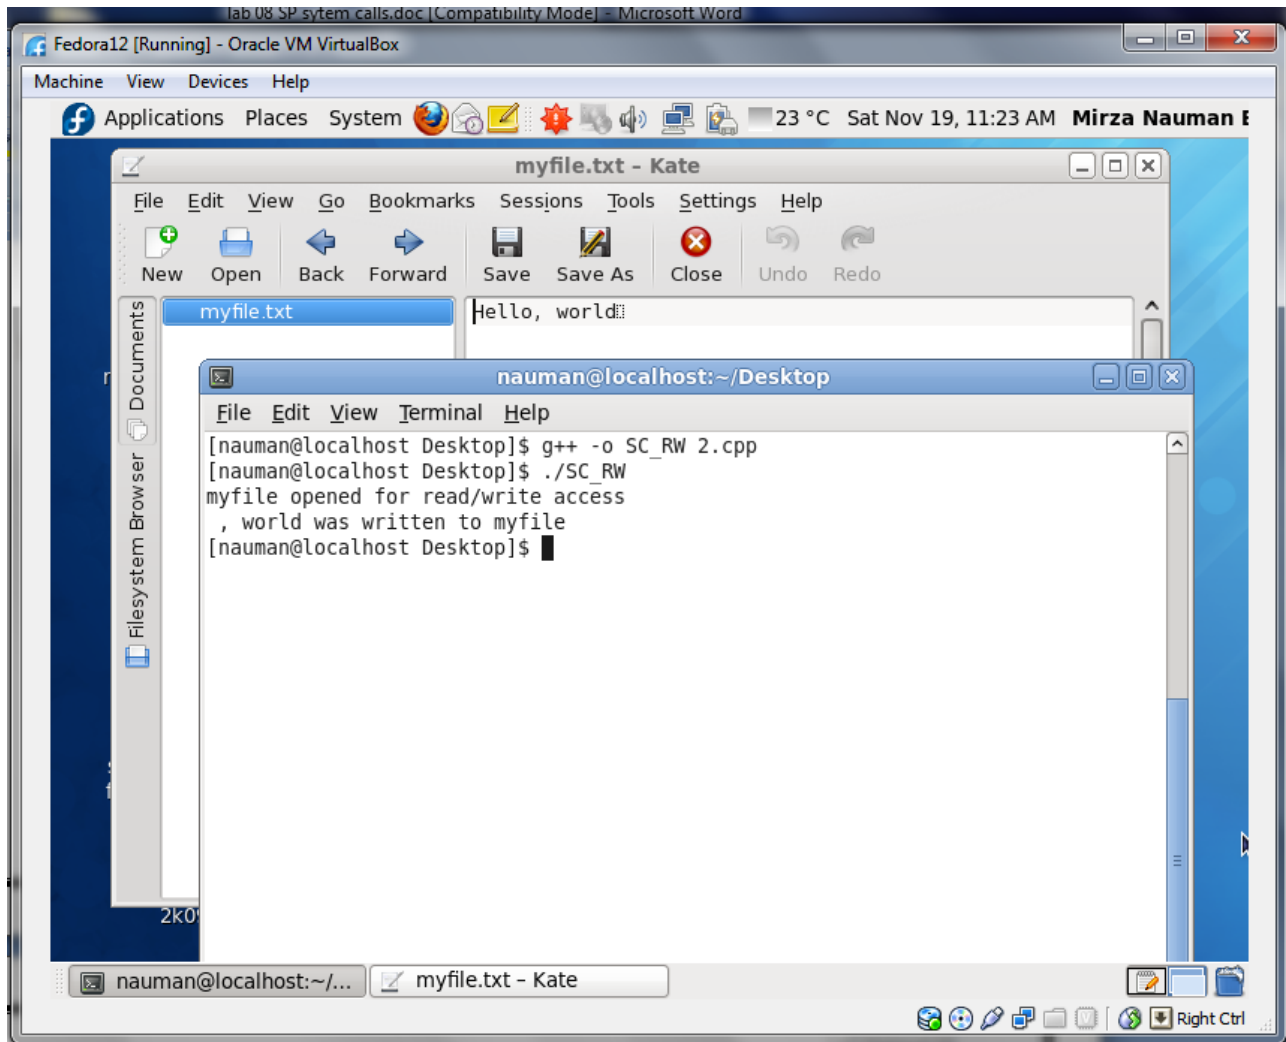 lab 08 SP sytem calls.doc [Compatibility Mode] - Microsoft Word
Fedora12 [Running] - Oracle VM VirtualBox
Machine View Devices Help
Applications Places System 23 °C Sat Nov 19, 11:23 AM Mirza Nauman
myfile.txt – Kate
File Edit View Go Bookmarks Sessions Tools Settings Help
New Open Back Forward Save Save As Close Undo Redo
Documents
Filesystem Browser
myfile.txt
Hello, world
nauman@localhost:~/Desktop
File Edit View Terminal Help
[nauman@localhost Desktop]$ g++ -o SC_RW 2.cpp
[nauman@localhost Desktop]$ ./SC_RW
myfile opened for read/write access
 , world was written to myfile
[nauman@localhost Desktop]$
2k09
nauman@localhost:~/... myfile.txt – Kate
Right Ctrl